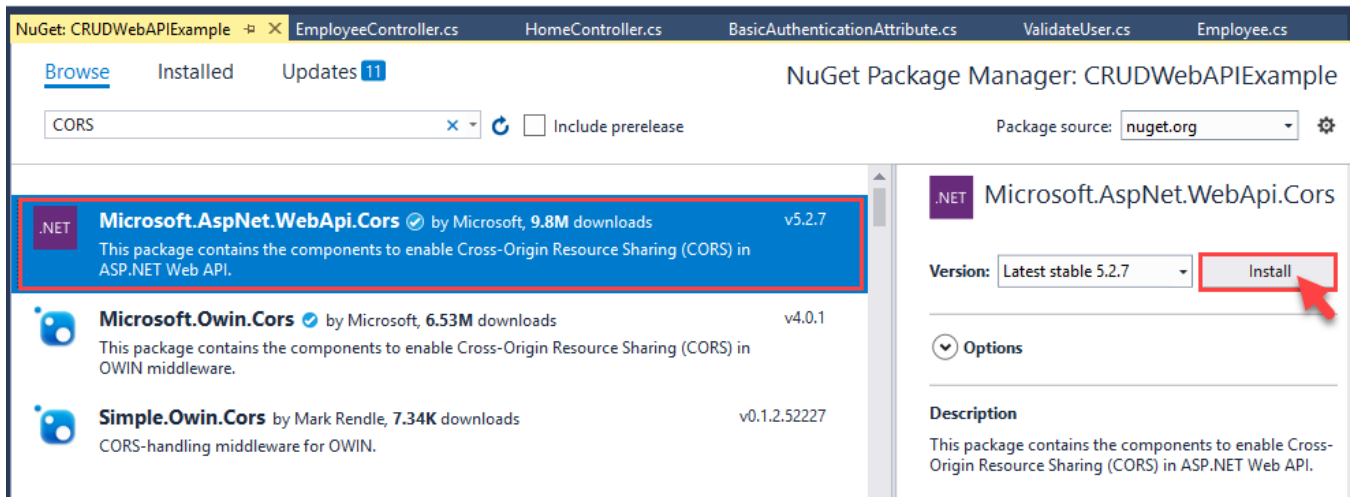 NuGet: CRUDWebAPIExample EmployeeController.cs HomeController.cs BasicAuthenticationAttribute.cs ValidateUser.cs Employee.cs
Browse Installed Updates 11 NuGet Package Manager: CRUDWebAPIExample
CORS Include prerelease Package source: nuget.org
.NET Microsoft.AspNet.WebApi.Cors by Microsoft, 9.8M downloads v5.2.7
This package contains the components to enable Cross-Origin Resource Sharing (CORS) in
ASP.NET Web API.
Microsoft.Owin.Cors by Microsoft, 6.53M downloads v4.0.1
This package contains the components to enable Cross-Origin Resource Sharing (CORS) in
OWIN middleware.
Simple.Owin.Cors by Mark Rendle, 7.34K downloads v0.1.2.52227
CORS-handling middleware for OWIN.
.NET Microsoft.AspNet.WebApi.Cors
Version: Latest stable 5.2.7 Install
Options
Description
This package contains the components to enable Cross-
Origin Resource Sharing (CORS) in ASP.NET Web API.